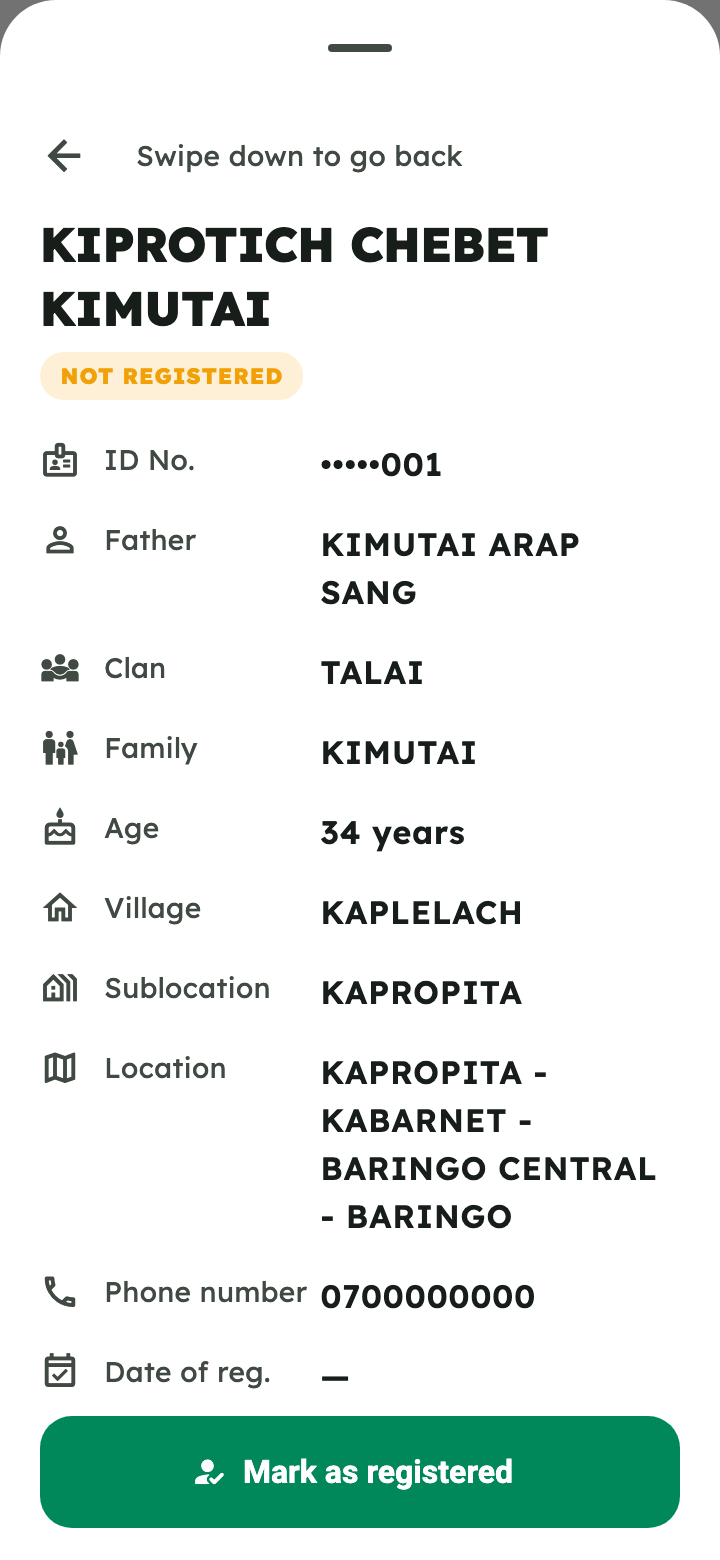 Swipe down to go back
KIPROTICH CHEBET
KIMUTAI
NOT REGISTERED
ID No. •••••001
Father KIMUTAI ARAP
SANG
Clan TALAI
Family KIMUTAI
Age 34 years
Village KAPLELACH
Sublocation KAPROPITA
Location KAPROPITA -
KABARNET -
BARINGO CENTRAL
- BARINGO
Phone number 0700000000
Date of reg. —
Mark as registered